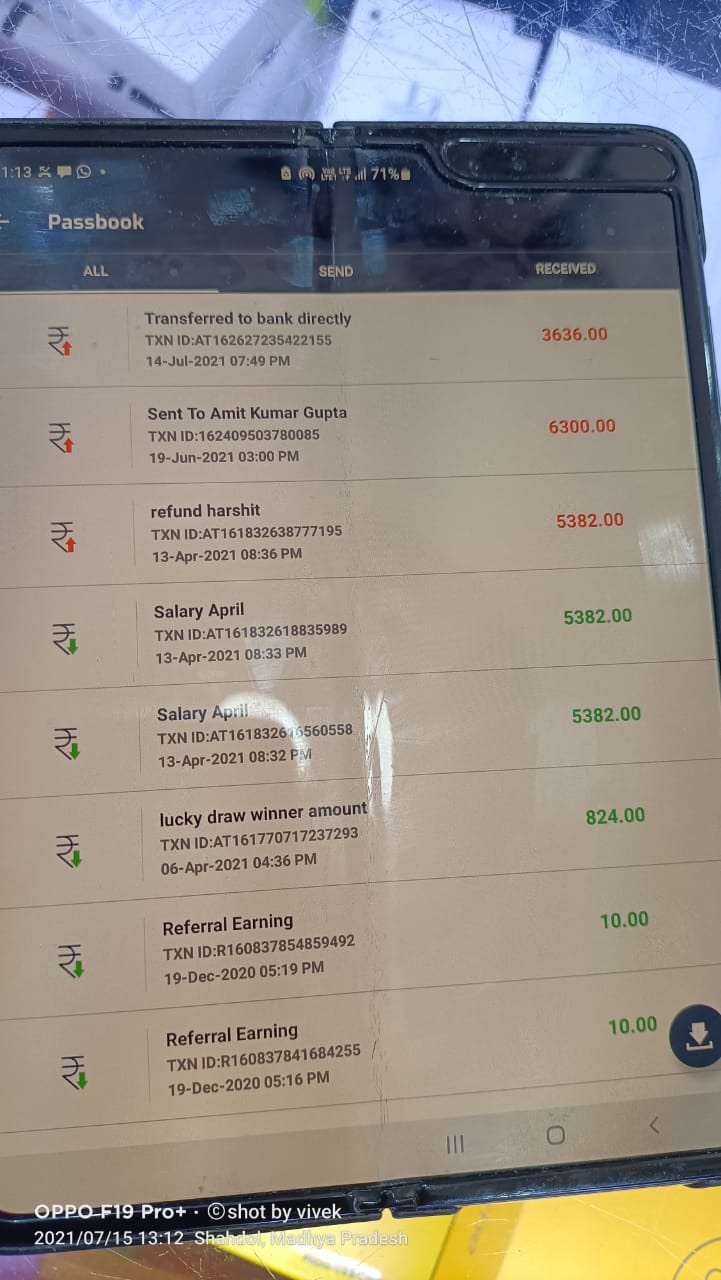 1:13 71%
Passbook
ALL SEND RECEIVED
Transferred to bank directly
TXN ID:AT162627235422155
14-Jul-2021 07:49 PM
3636.00
Sent To Amit Kumar Gupta
TXN ID:162409503780085
19-Jun-2021 03:00 PM
6300.00
refund harshit
TXN ID:AT161832638777195
13-Apr-2021 08:36 PM
5382.00
Salary April
TXN ID:AT161832618835989
13-Apr-2021 08:33 PM
5382.00
Salary April
TXN ID:AT161832616560558
13-Apr-2021 08:32 PM
5382.00
lucky draw winner amount
TXN ID:AT161770717237293
06-Apr-2021 04:36 PM
824.00
Referral Earning
TXN ID:R160837854859492
19-Dec-2020 05:19 PM
10.00
Referral Earning
TXN ID:R160837841684255
19-Dec-2020 05:16 PM
10.00
OPPO F19 Pro+ · ©shot by vivek
2021/07/15 13:12 Shahdol, Madhya Pradesh